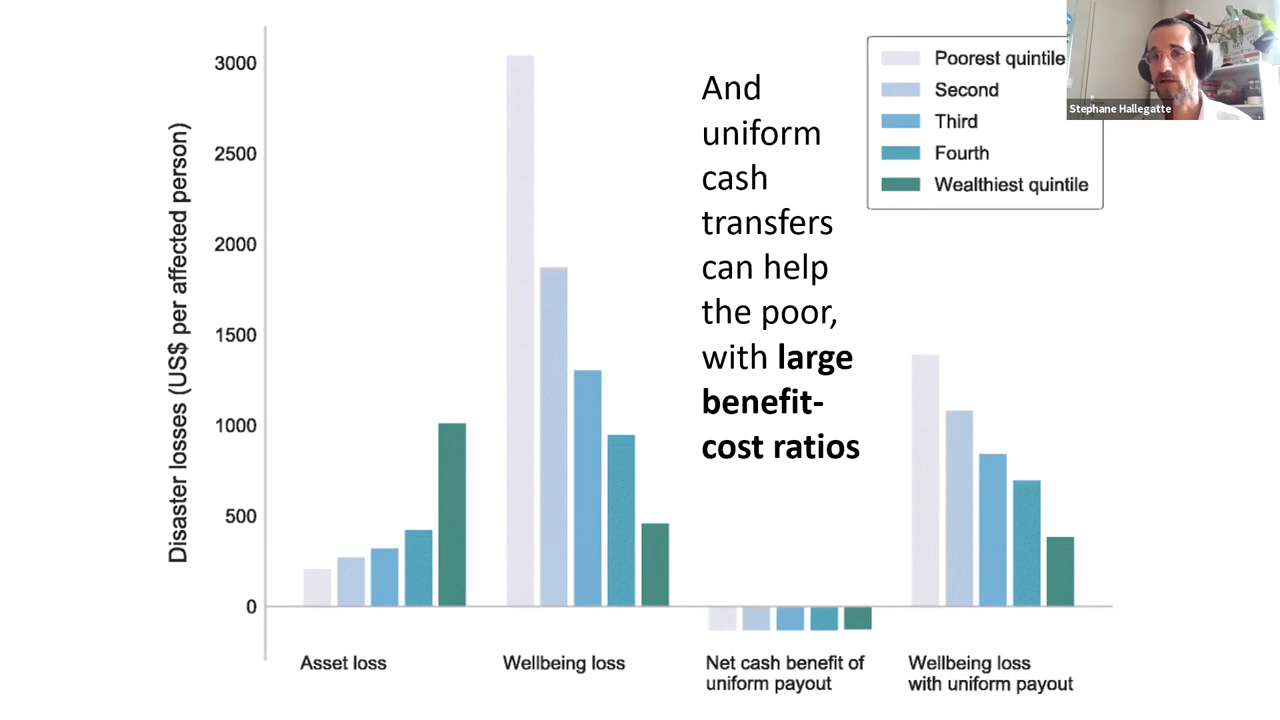 Disaster losses (US$ per affected person)
3000
2500
2000
1500
1000
500
0
And
uniform
cash
transfers
can help
the poor,
with large
benefit-
cost ratios
Poorest quintile
Second
Third
Fourth
Wealthiest quintile
Stephane Hallegatte
Asset loss
Wellbeing loss
Net cash benefit of
uniform payout
Wellbeing loss
with uniform payout